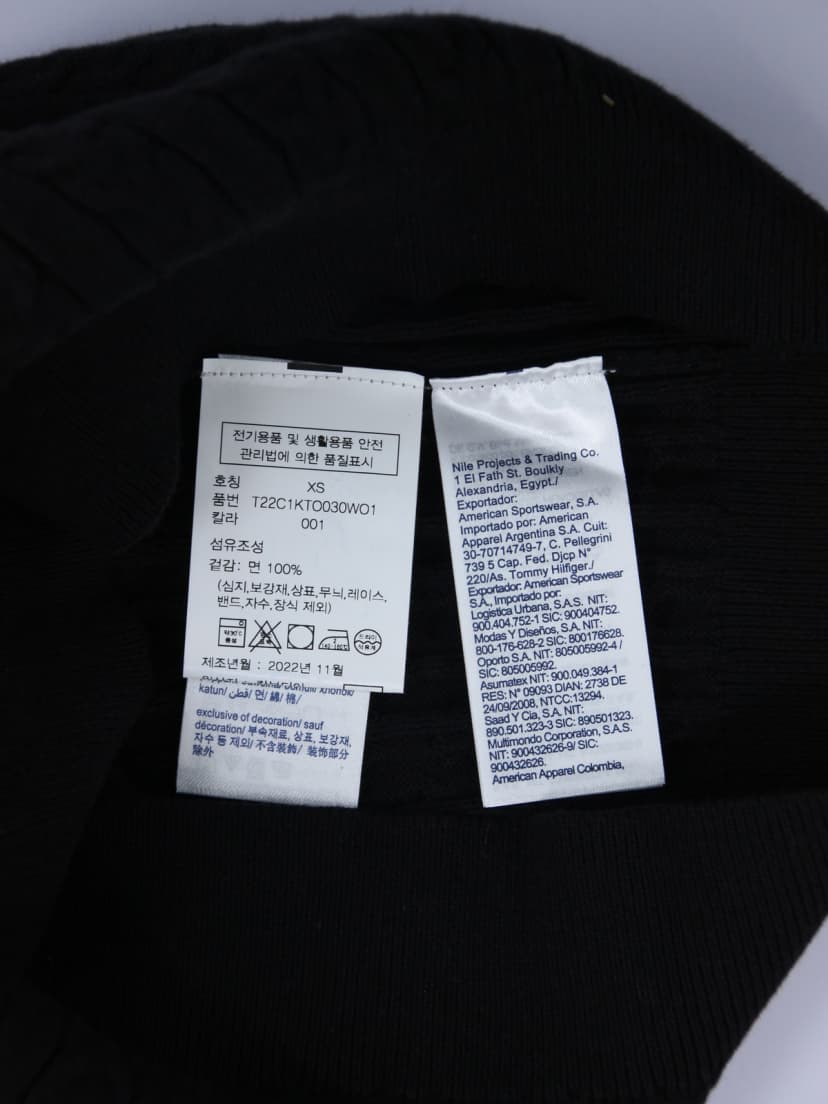 전기용품 및 생활용품 안전
관리법에 의한 품질표시
호칭 XS
품번 T22C1KTO030WO1
칼라 001
섬유조성
겉감: 면 100%
(심지,보강재,상표,무늬,레이스,
밴드,자수,장식 제외)
제조년월 : 2022년 11월
katun/ قطن/ 면/ 綿/ 棉/
exclusive of decoration/ sauf
décoration/ 부속재료, 상표, 보강재,
자수 등 제외/ 不含装飾/ 装饰部分
除外
Nile Projects & Trading Co.
1 El Fath St. Boulkly
Alexandria, Egypt./
Exportador:
American Sportswear, S.A.
Importado por: American
Apparel Argentina S.A. Cuit:
30-70714749-7, C. Pellegrini
739 5 Cap. Fed. Djcp N°
220/As. Tommy Hilfiger./
Exportador: American Sportswear
S.A., Importado por:
Logistica Urbana, S.A.S. NIT:
900.404.752-1 SIC: 900404752.
Modas Y Diseños, S.A. NIT:
800-176-628-2 SIC: 800176628.
Oporto S.A. NIT: 805005992-4 /
SIC: 805005992.
Asumatex NIT: 900.049.384-1
RES: N° 09093 DIAN: 2738 DE
24/09/2008, NTCC:13294.
Saad Y Cia, S.A. NIT:
890.501.323-3 SIC: 890501323.
Multimondo Corporation, S.A.S.
NIT: 900432626-9/ SIC:
900432626.
American Apparel Colombia,